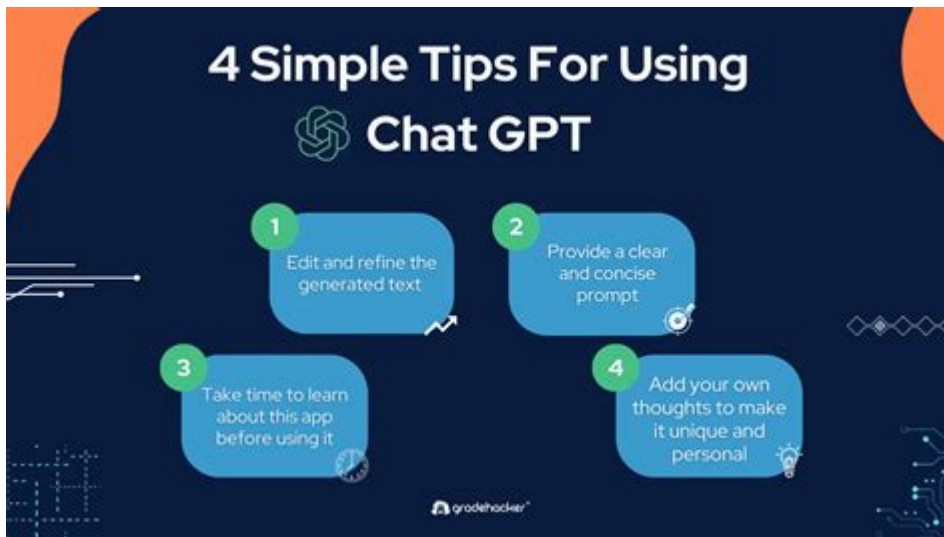 4 Simple Tips For Using
Chat GPT
1
Edit and refine the
generated text
2
Provide a clear
and concise
prompt
3
Take time to learn
about this app
before using it
4
Add your own
thoughts to make
it unique and
personal
gradehacker